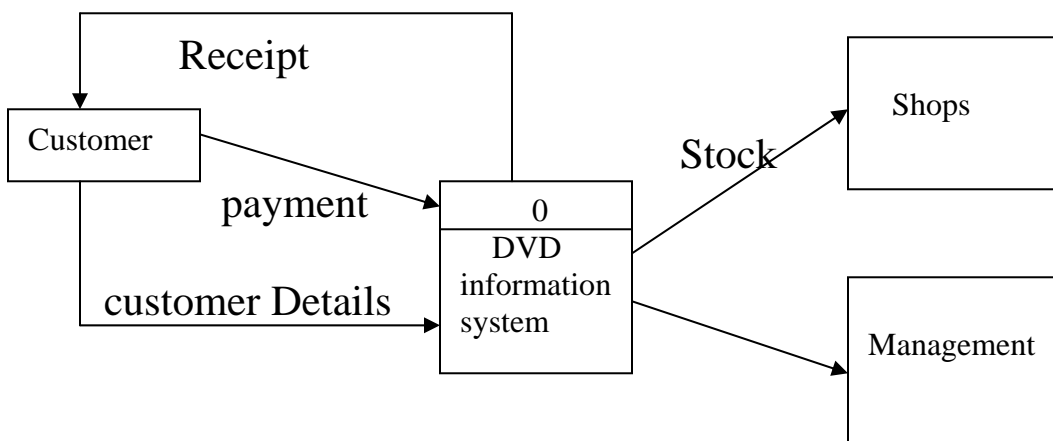 Receipt
Shops
Customer
Stock
payment
0
DVD
information
system
customer Details
Management